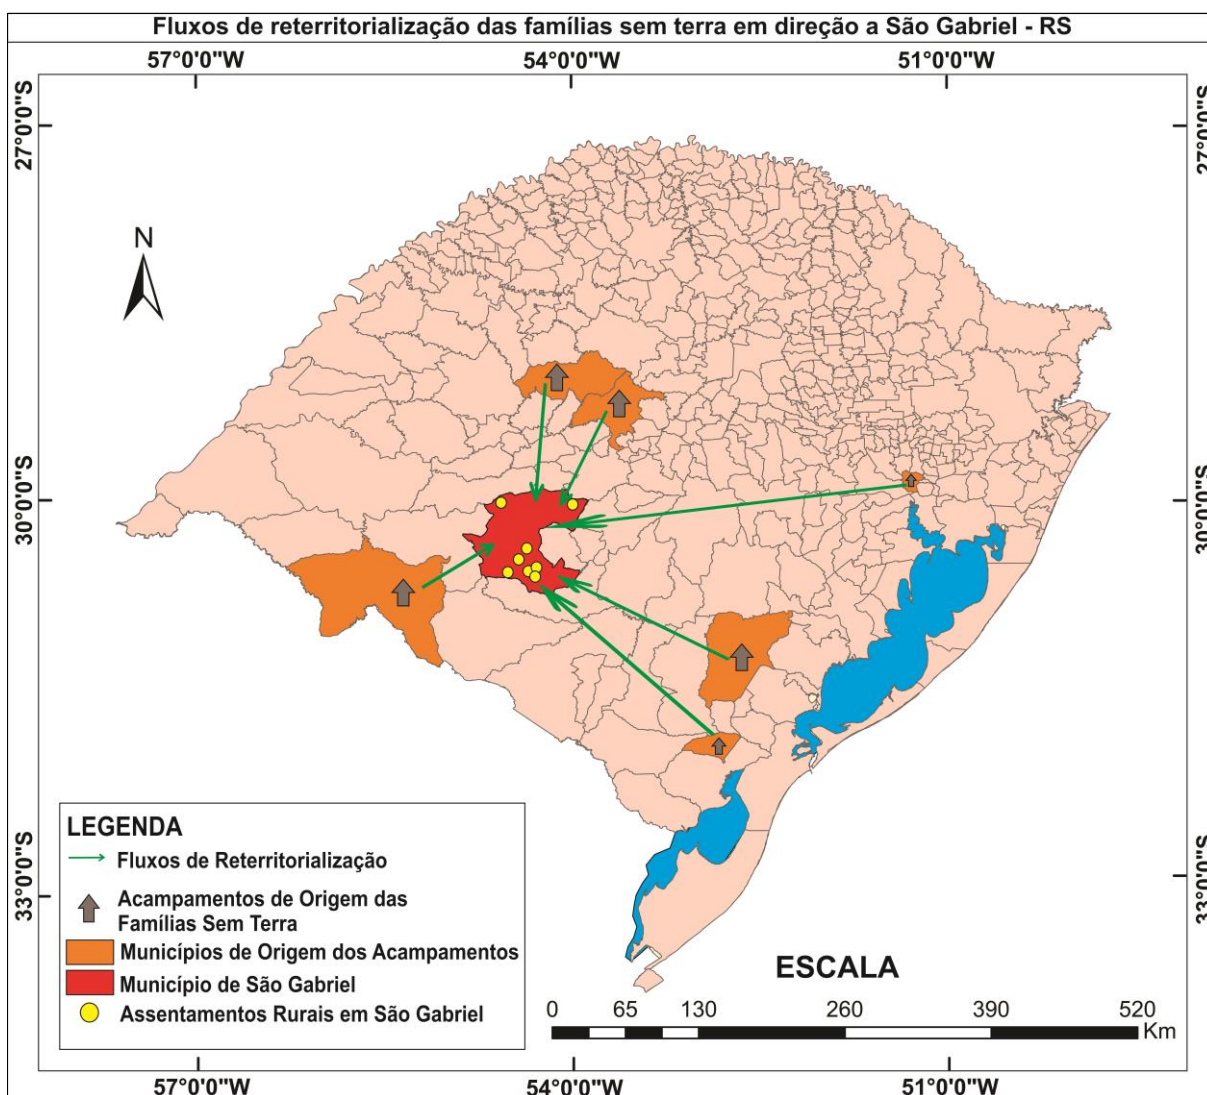 Fluxos de reterritorialização das famílias sem terra em direção a São Gabriel - RS
57°0'0"W 54°0'0"W 51°0'0"W
27°0'0"S 27°0'0"S
N
30°0'0"S 30°0'0"S
33°0'0"S 33°0'0"S
LEGENDA
Fluxos de Reterritorialização
Acampamentos de Origem das
Famílias Sem Terra
Municípios de Origem dos Acampamentos
Município de São Gabriel
Assentamentos Rurais em São Gabriel
ESCALA
0 65 130 260 390 520
Km
57°0'0"W 54°0'0"W 51°0'0"W